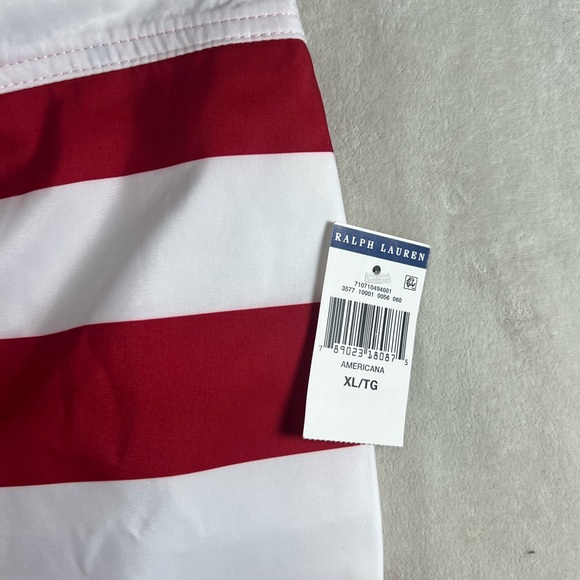 RALPH LAUREN
710710494001
3577 10001 0056 060
7 89023 18087 5
AMERICANA
XL/TG